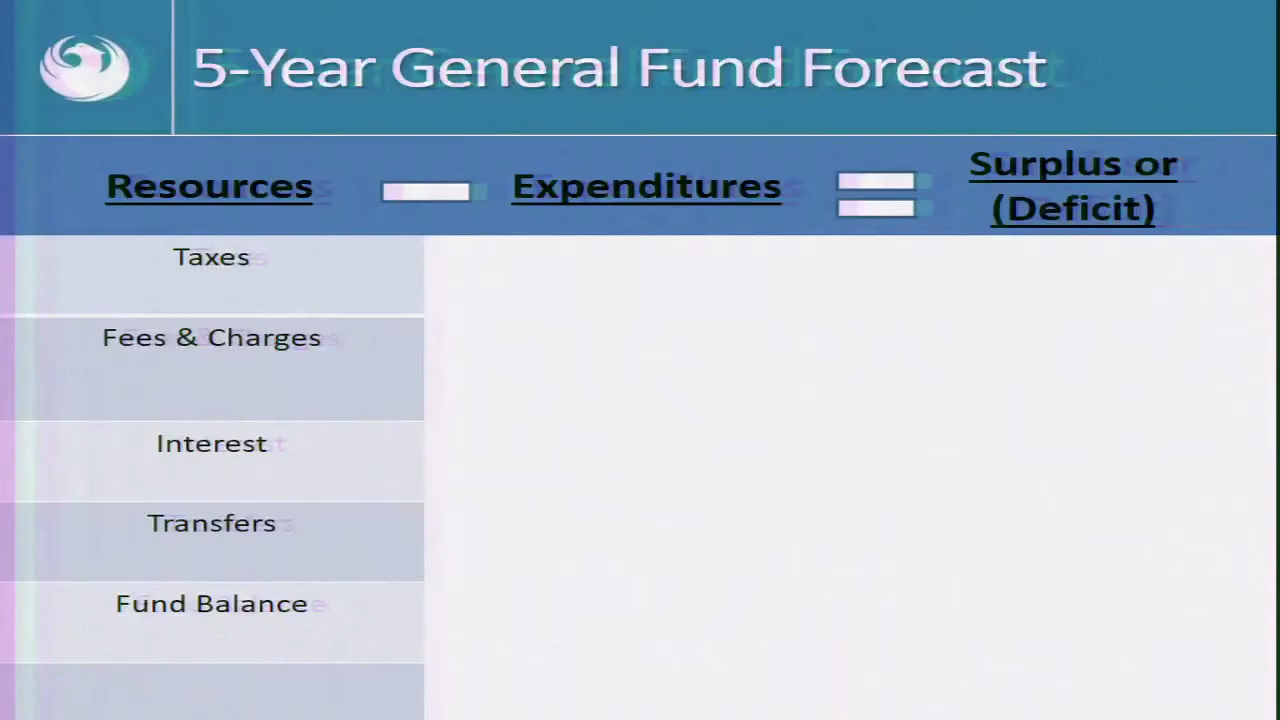 5-Year General Fund Forecast
Resources
Expenditures
Surplus or
(Deficit)
Taxes
Fees & Charges
Interest
Transfers
Fund Balance